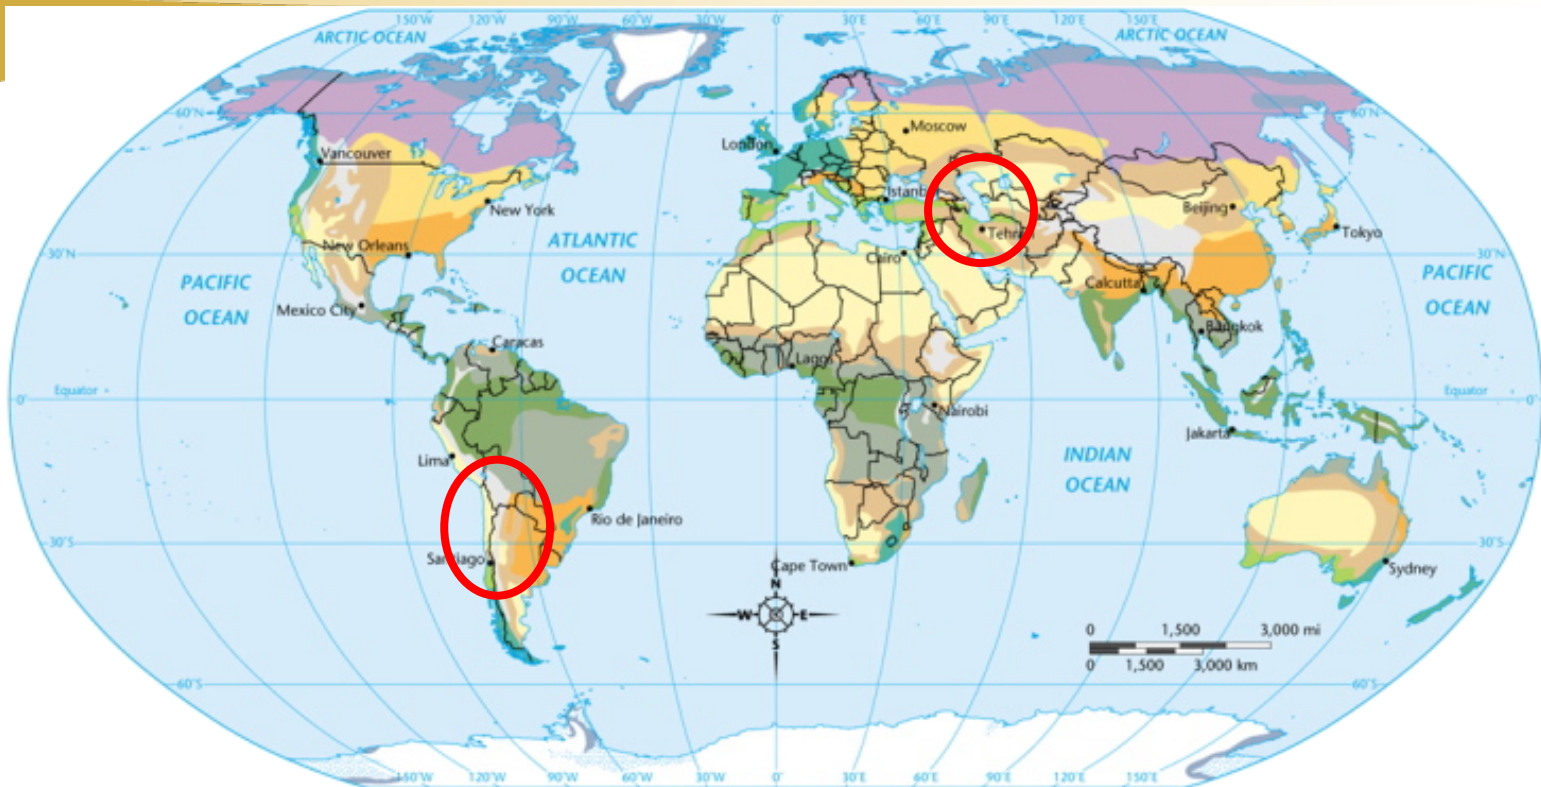 150°W 120°W 90°W 60°W 30°W 0° 30°E 60°E 90°E 120°E 150°E
ARCTIC OCEAN
ARCTIC OCEAN
60°N
60°N
Moscow
London
Vancouver
Istanb
Beijing
New York
Tokyo
Tehr
New Orleans
ATLANTIC
OCEAN
30°N
30°N
Cairo
PACIFIC
OCEAN
PACIFIC
OCEAN
Calcutta
Mexico City
Bangkok
Caracas
Lagos
Equator
Equator
0°
0°
Nairobi
Jakarta
Lima
INDIAN
OCEAN
Rio de Janeiro
30°S
30°S
Santiago
Cape Town
Sydney
N
W
E
S
0 1,500 3,000 mi
0 1,500 3,000 km
60°S
60°S
150°W 120°W 90°W 60°W 30°W 0° 30°E 60°E 90°E 120°E 150°E